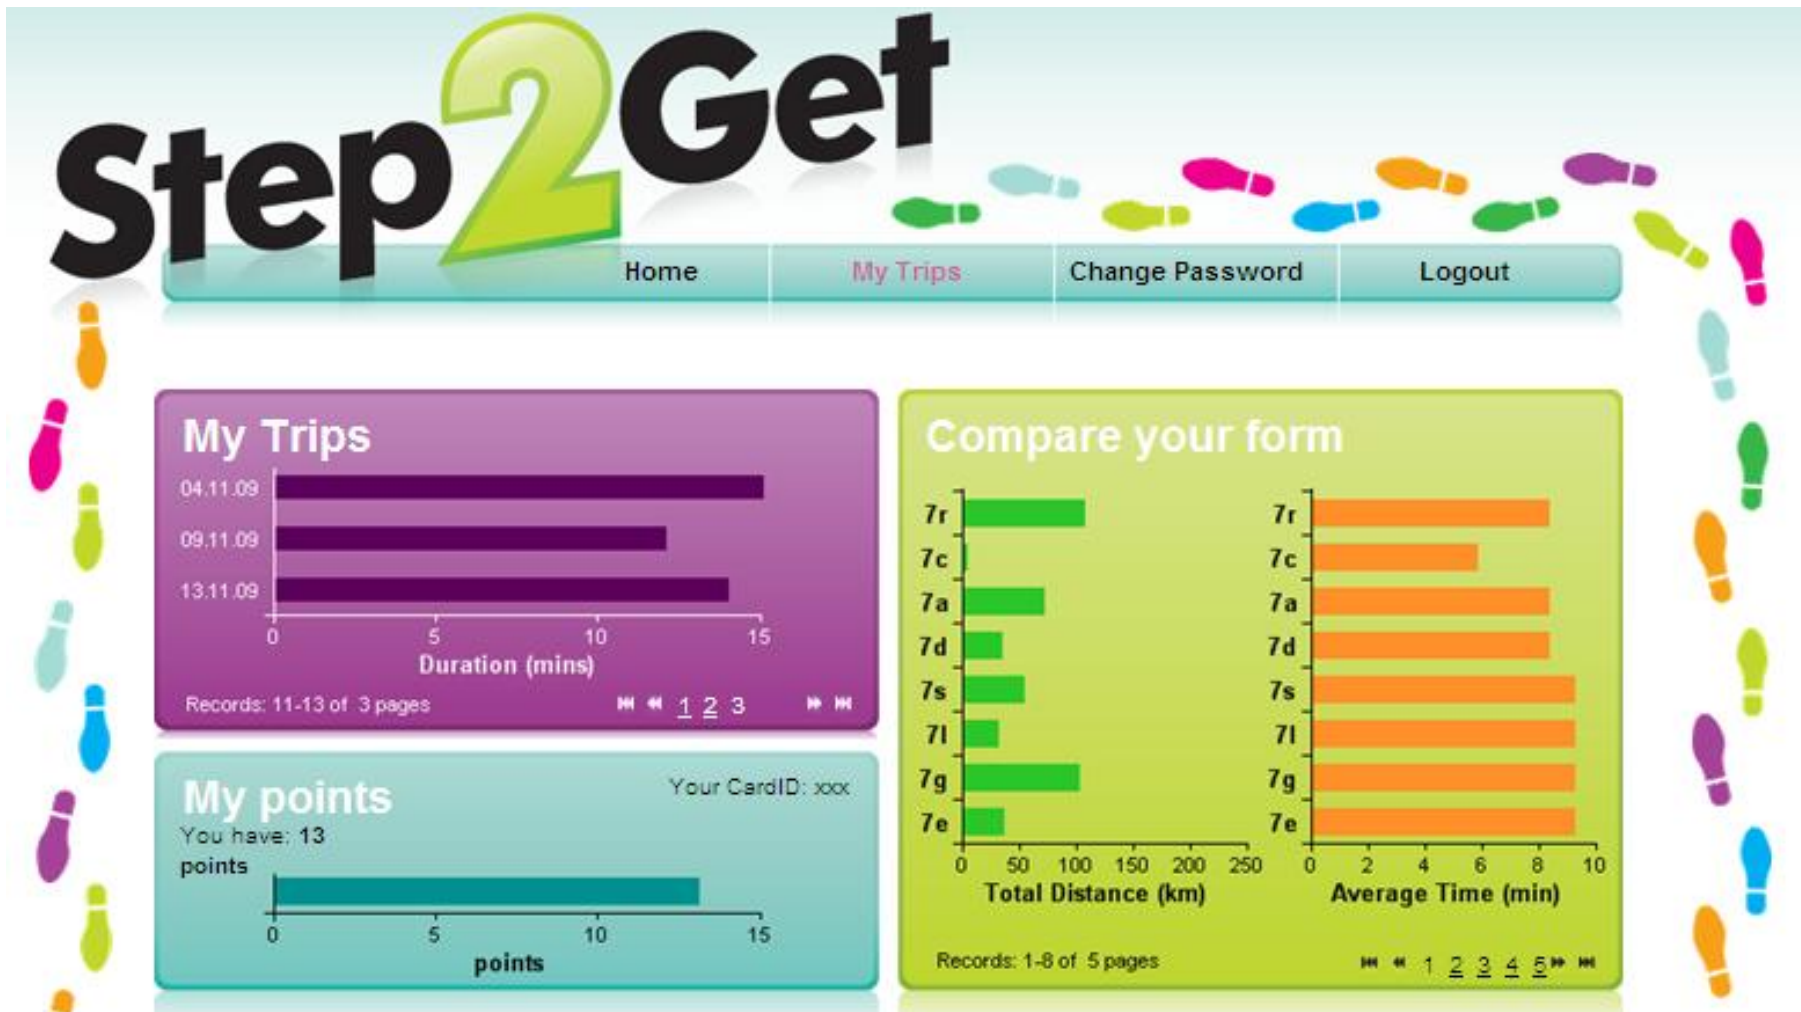 Step2Get
Home
My Trips
Change Password
Logout
My Trips
04.11.09
09.11.09
13.11.09
0 5 10 15
Duration (mins)
Records: 11-13 of 3 pages
1 2 3
My points
Your CardID: xxx
You have: 13
points
0 5 10 15
points
Compare your form
7r
7c
7a
7d
7s
7l
7g
7e
0 50 100 150 200 250
Total Distance (km)
7r
7c
7a
7d
7s
7l
7g
7e
0 2 4 6 8 10
Average Time (min)
Records: 1-8 of 5 pages
1 2 3 4 5